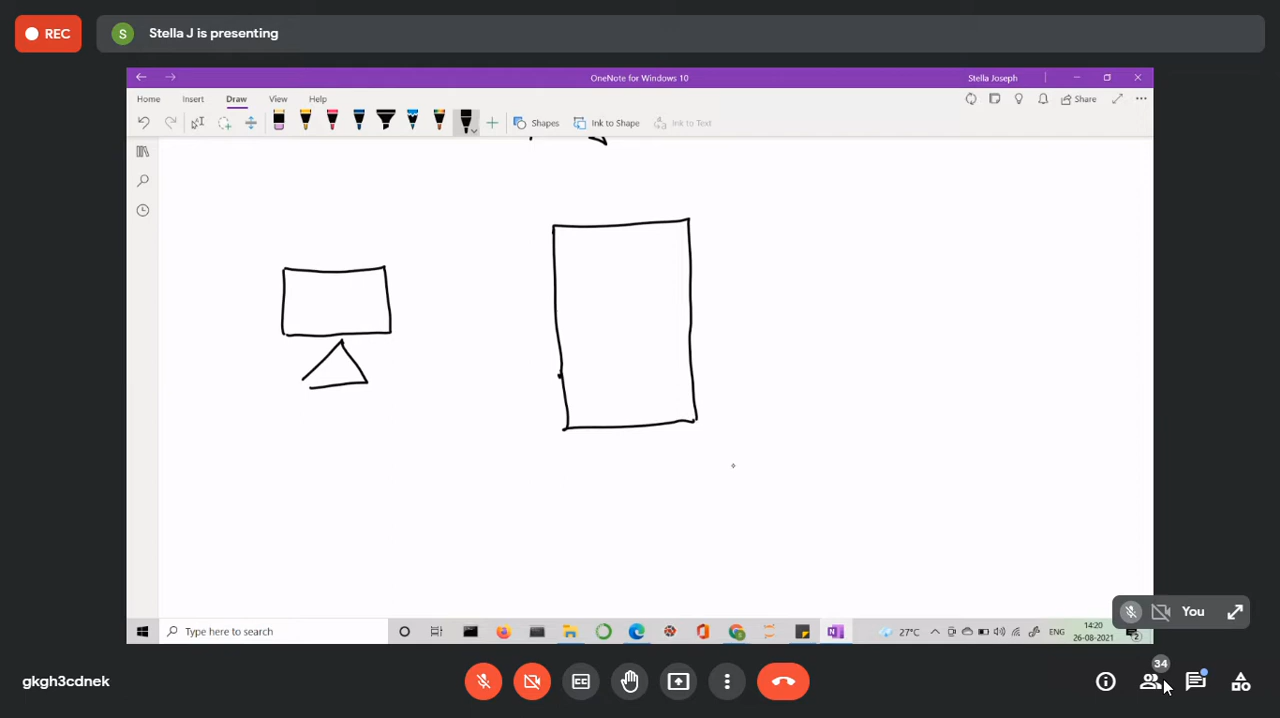 REC
S
Stella J is presenting
OneNote for Windows 10
Stella Joseph
Home Insert Draw View Help
Share
Shapes
Ink to Shape
Ink to Text
You
Type here to search
27°C
ENG
14:20
26-08-2021
2
gkgh3cdnek
34